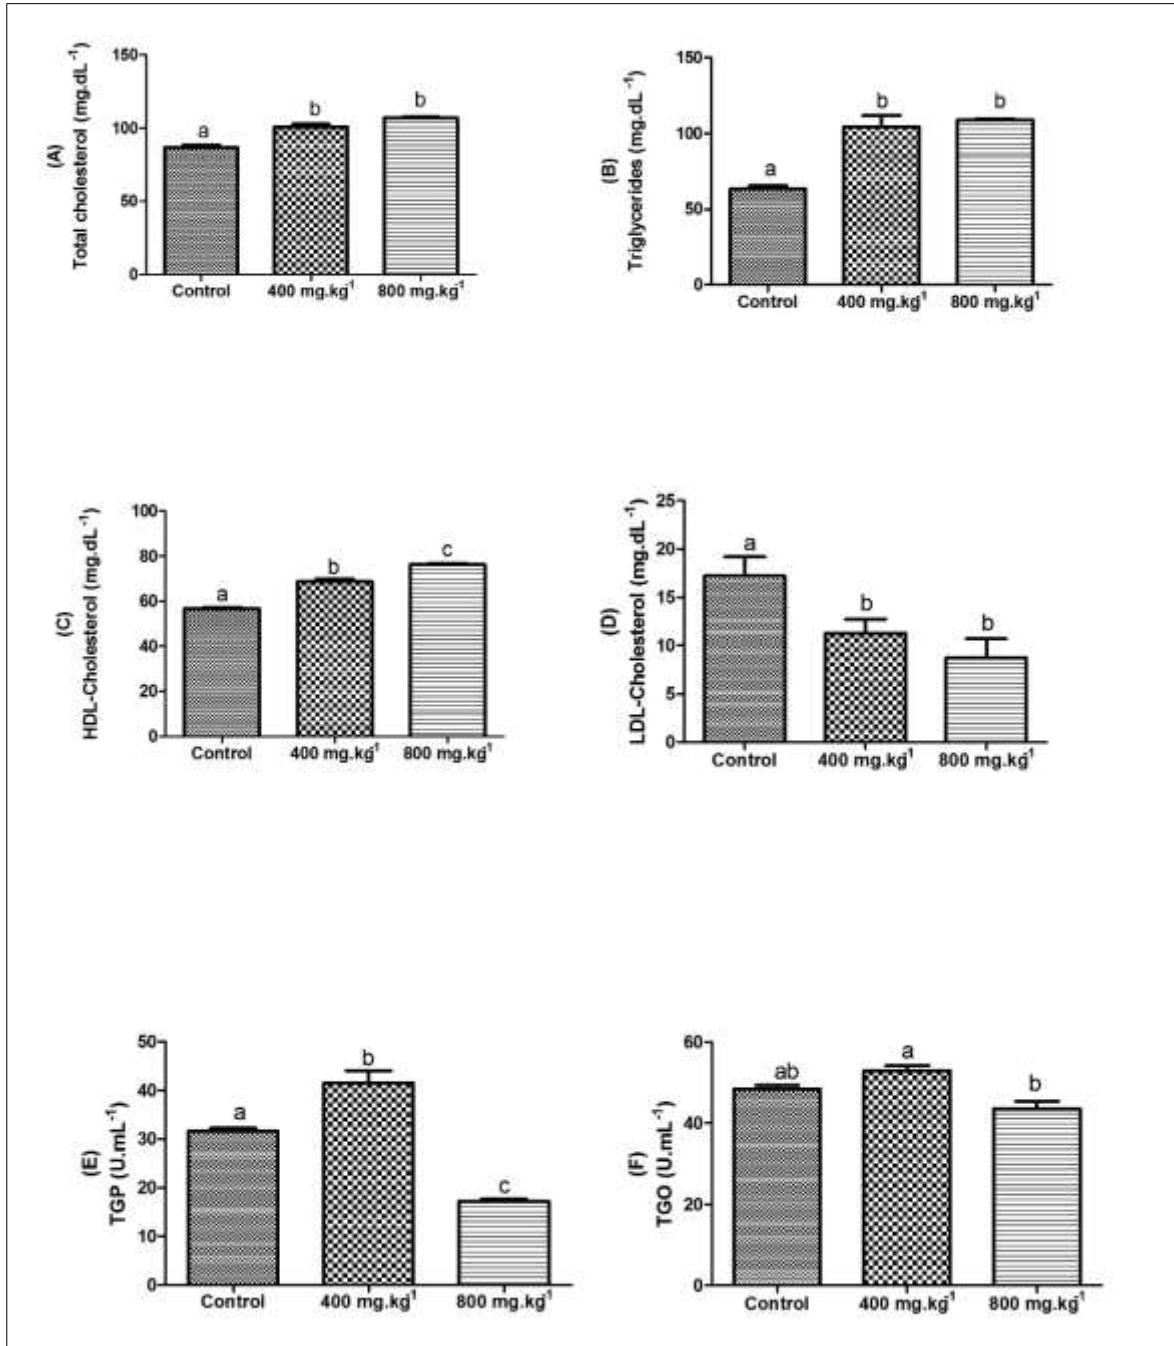 (A)
Total cholesterol (mg.dL-1)
150
100
50
0
a
b
b
Control 400 mg.kg-1 800 mg.kg-1
(B)
Triglycerides (mg.dL-1)
150
100
50
0
a
b
b
Control 400 mg.kg-1 800 mg.kg-1
(C)
HDL-Cholesterol (mg.dL-1)
100
80
60
40
20
0
a
b
c
Control 400 mg.kg-1 800 mg.kg-1
(D)
LDL-Cholesterol (mg.dL-1)
25
20
15
10
5
0
a
b
b
Control 400 mg.kg-1 800 mg.kg-1
(E)
TGP (U.mL-1)
50
40
30
20
10
0
a
b
c
Control 400 mg.kg-1 800 mg.kg-1
(F)
TGO (U.mL-1)
60
40
20
0
ab
a
b
Control 400 mg.kg-1 800 mg.kg-1